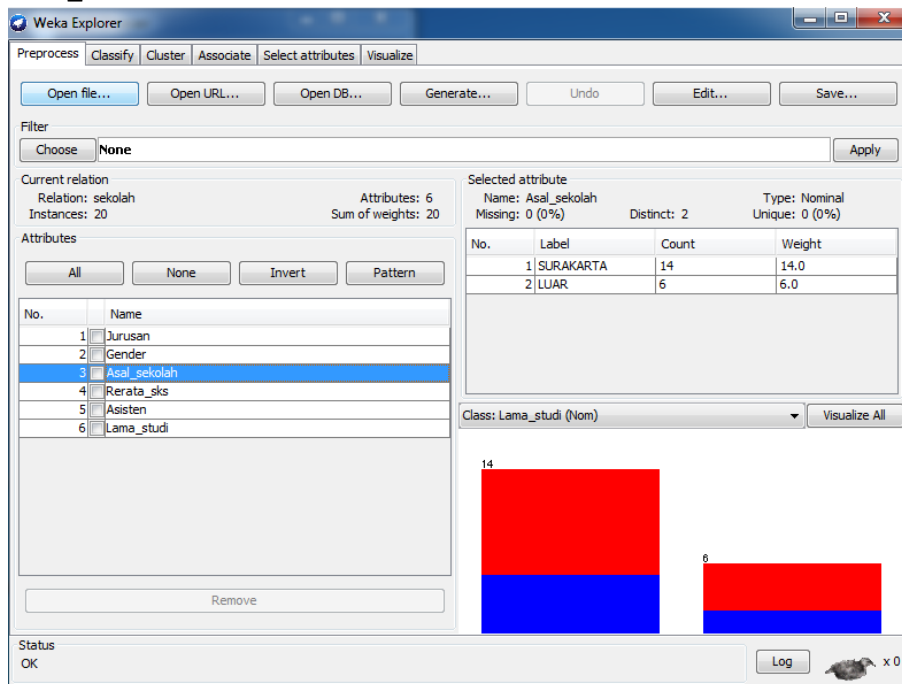 Weka Explorer
Preprocess Classify Cluster Associate Select attributes Visualize
Open file... Open URL... Open DB... Generate... Undo Edit... Save...
Filter
Choose None Apply
Current relation
Relation: sekolah Attributes: 6
Instances: 20 Sum of weights: 20
Attributes
All None Invert Pattern
No. Name
1 Jurusan
2 Gender
3 Asal_sekolah
4 Rerata_sks
5 Asisten
6 Lama_studi
Remove
Selected attribute
Name: Asal_sekolah Type: Nominal
Missing: 0 (0%) Distinct: 2 Unique: 0 (0%)
No. Label Count Weight
1 SURAKARTA 14 14.0
2 LUAR 6 6.0
Class: Lama_studi (Nom) Visualize All
14
6
Status
OK
Log x 0